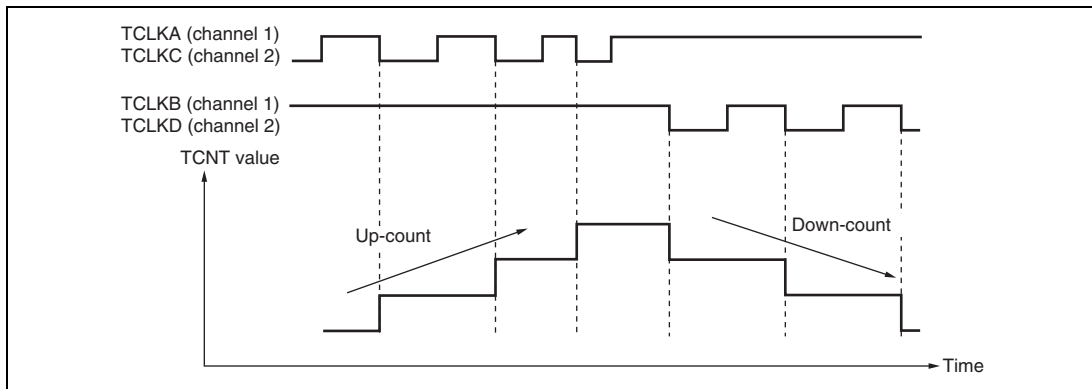 TCLKA (channel 1)
TCLKC (channel 2)
TCLKB (channel 1)
TCLKD (channel 2)
TCNT value
Up-count
Down-count
Time